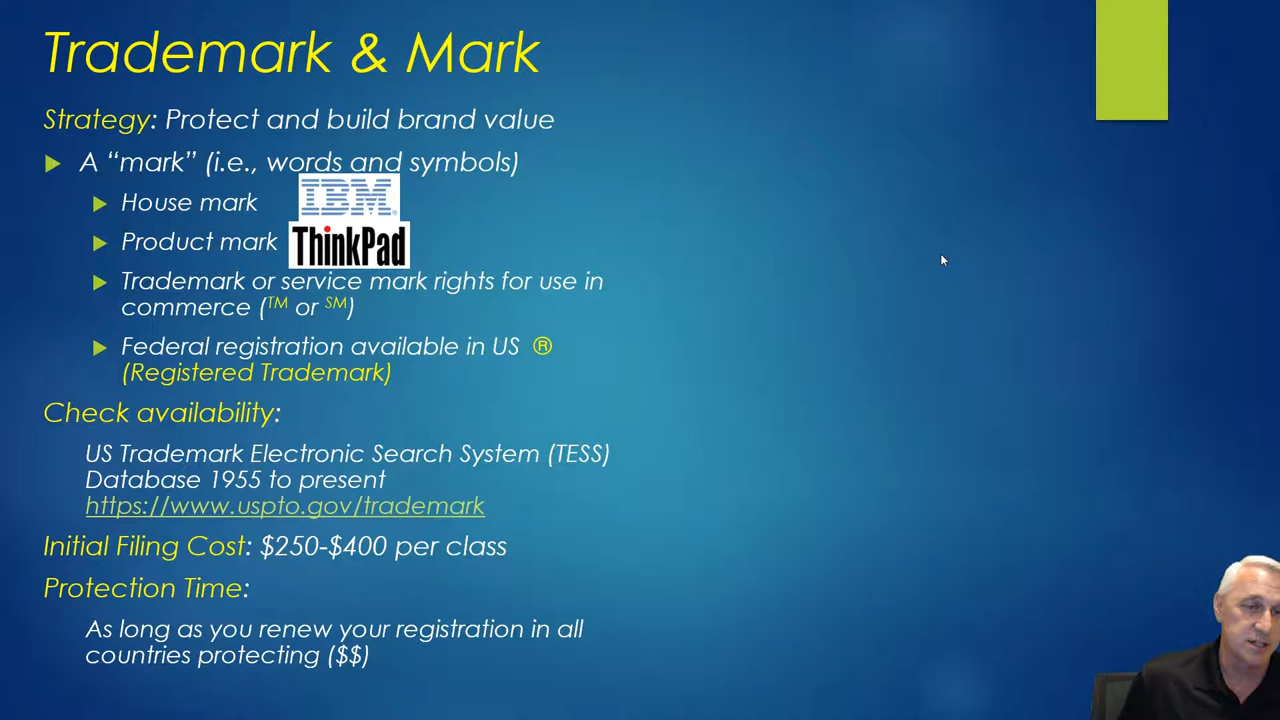 Trademark & Mark
Strategy: Protect and build brand value
A “mark” (i.e., words and symbols)
House mark IBM®
Product mark ThinkPad
Trademark or service mark rights for use in
commerce (TM or SM)
Federal registration available in US ®
(Registered Trademark)
Check availability:
US Trademark Electronic Search System (TESS)
Database 1955 to present
https://www.uspto.gov/trademark
Initial Filing Cost: $250-$400 per class
Protection Time:
As long as you renew your registration in all
countries protecting ($$)